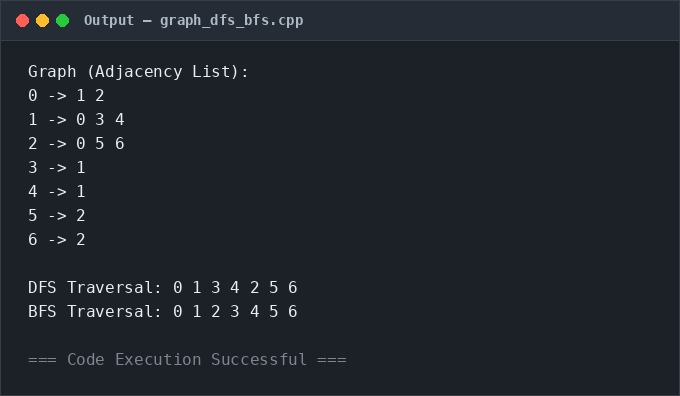 Output — graph_dfs_bfs.cpp
Graph (Adjacency List):
0 -> 1 2
1 -> 0 3 4
2 -> 0 5 6
3 -> 1
4 -> 1
5 -> 2
6 -> 2
DFS Traversal: 0 1 3 4 2 5 6
BFS Traversal: 0 1 2 3 4 5 6
=== Code Execution Successful ===